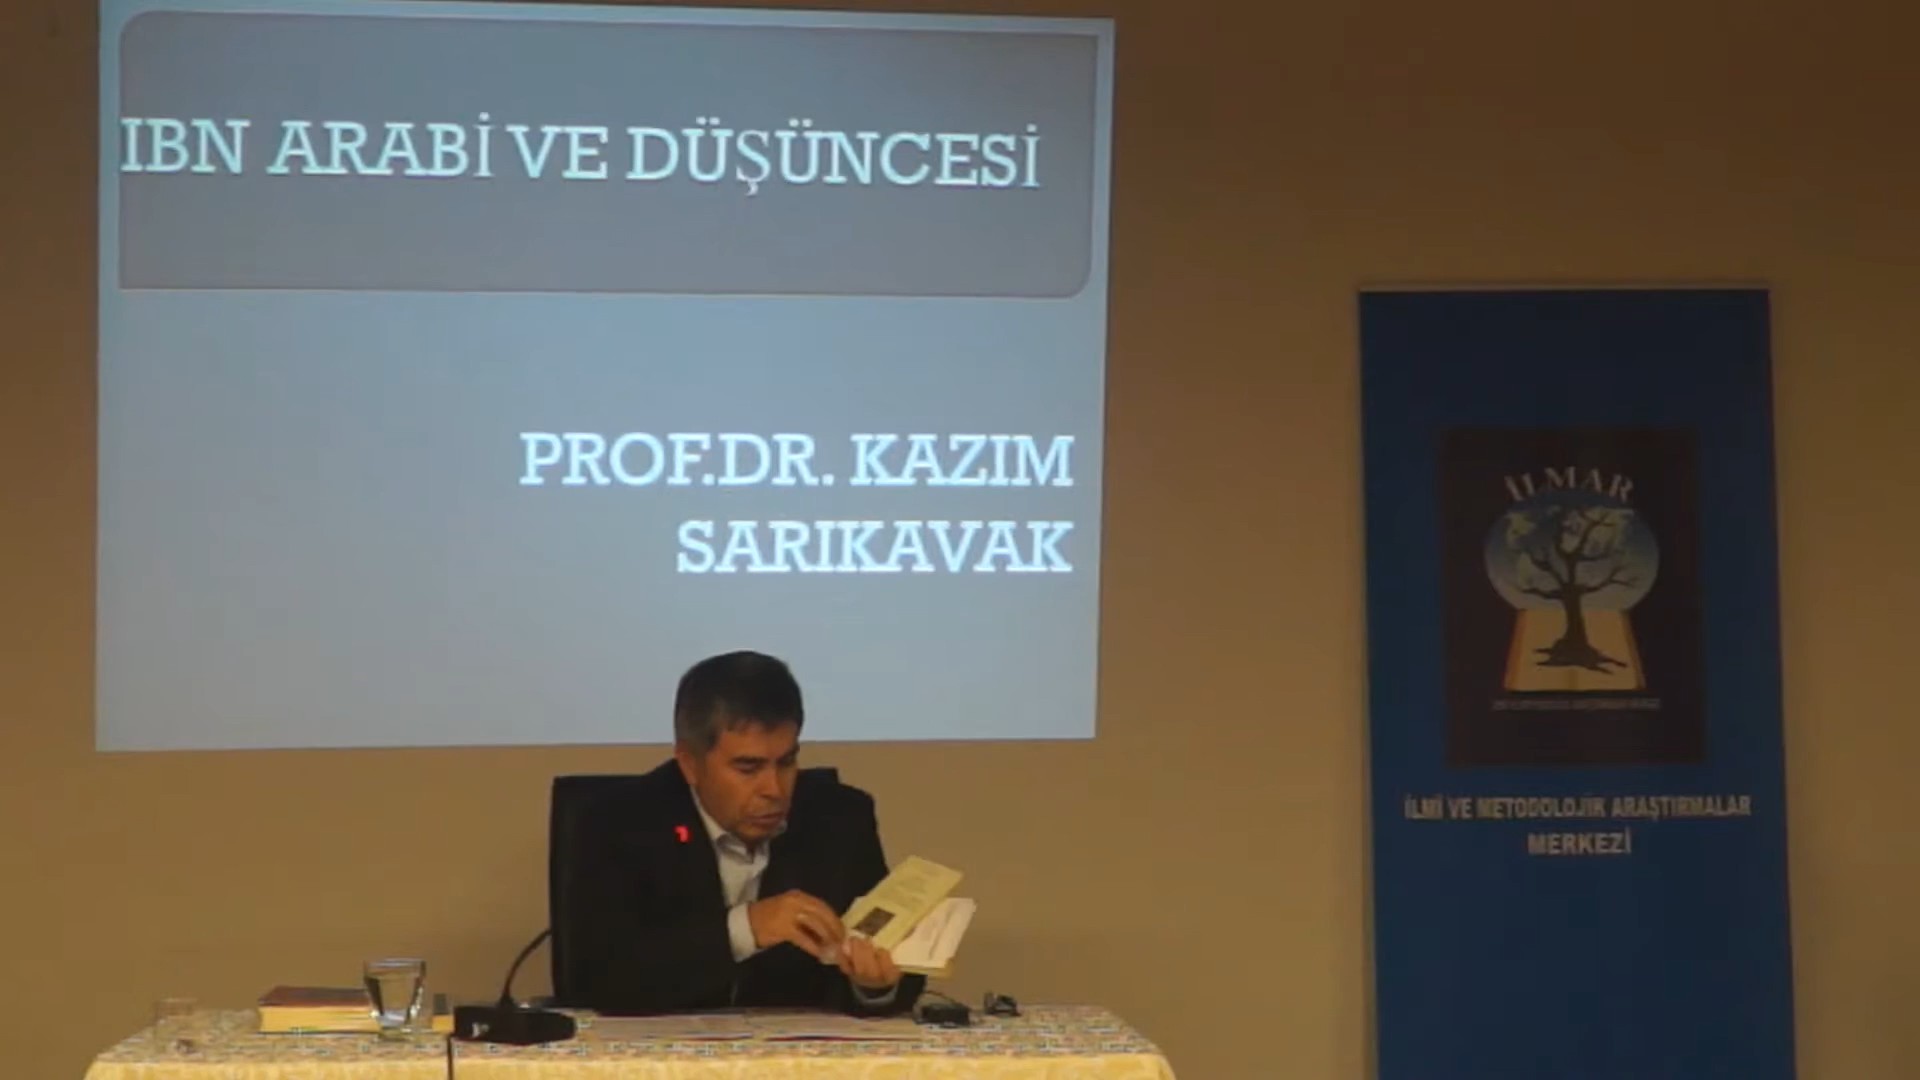 IBN ARABİ VE DÜŞÜNCESİ
PROF.DR. KAZIM
SARIKAVAK
İLMAR
İLMİ VE METODOLOJİK ARAŞTIRMALAR
MERKEZİ